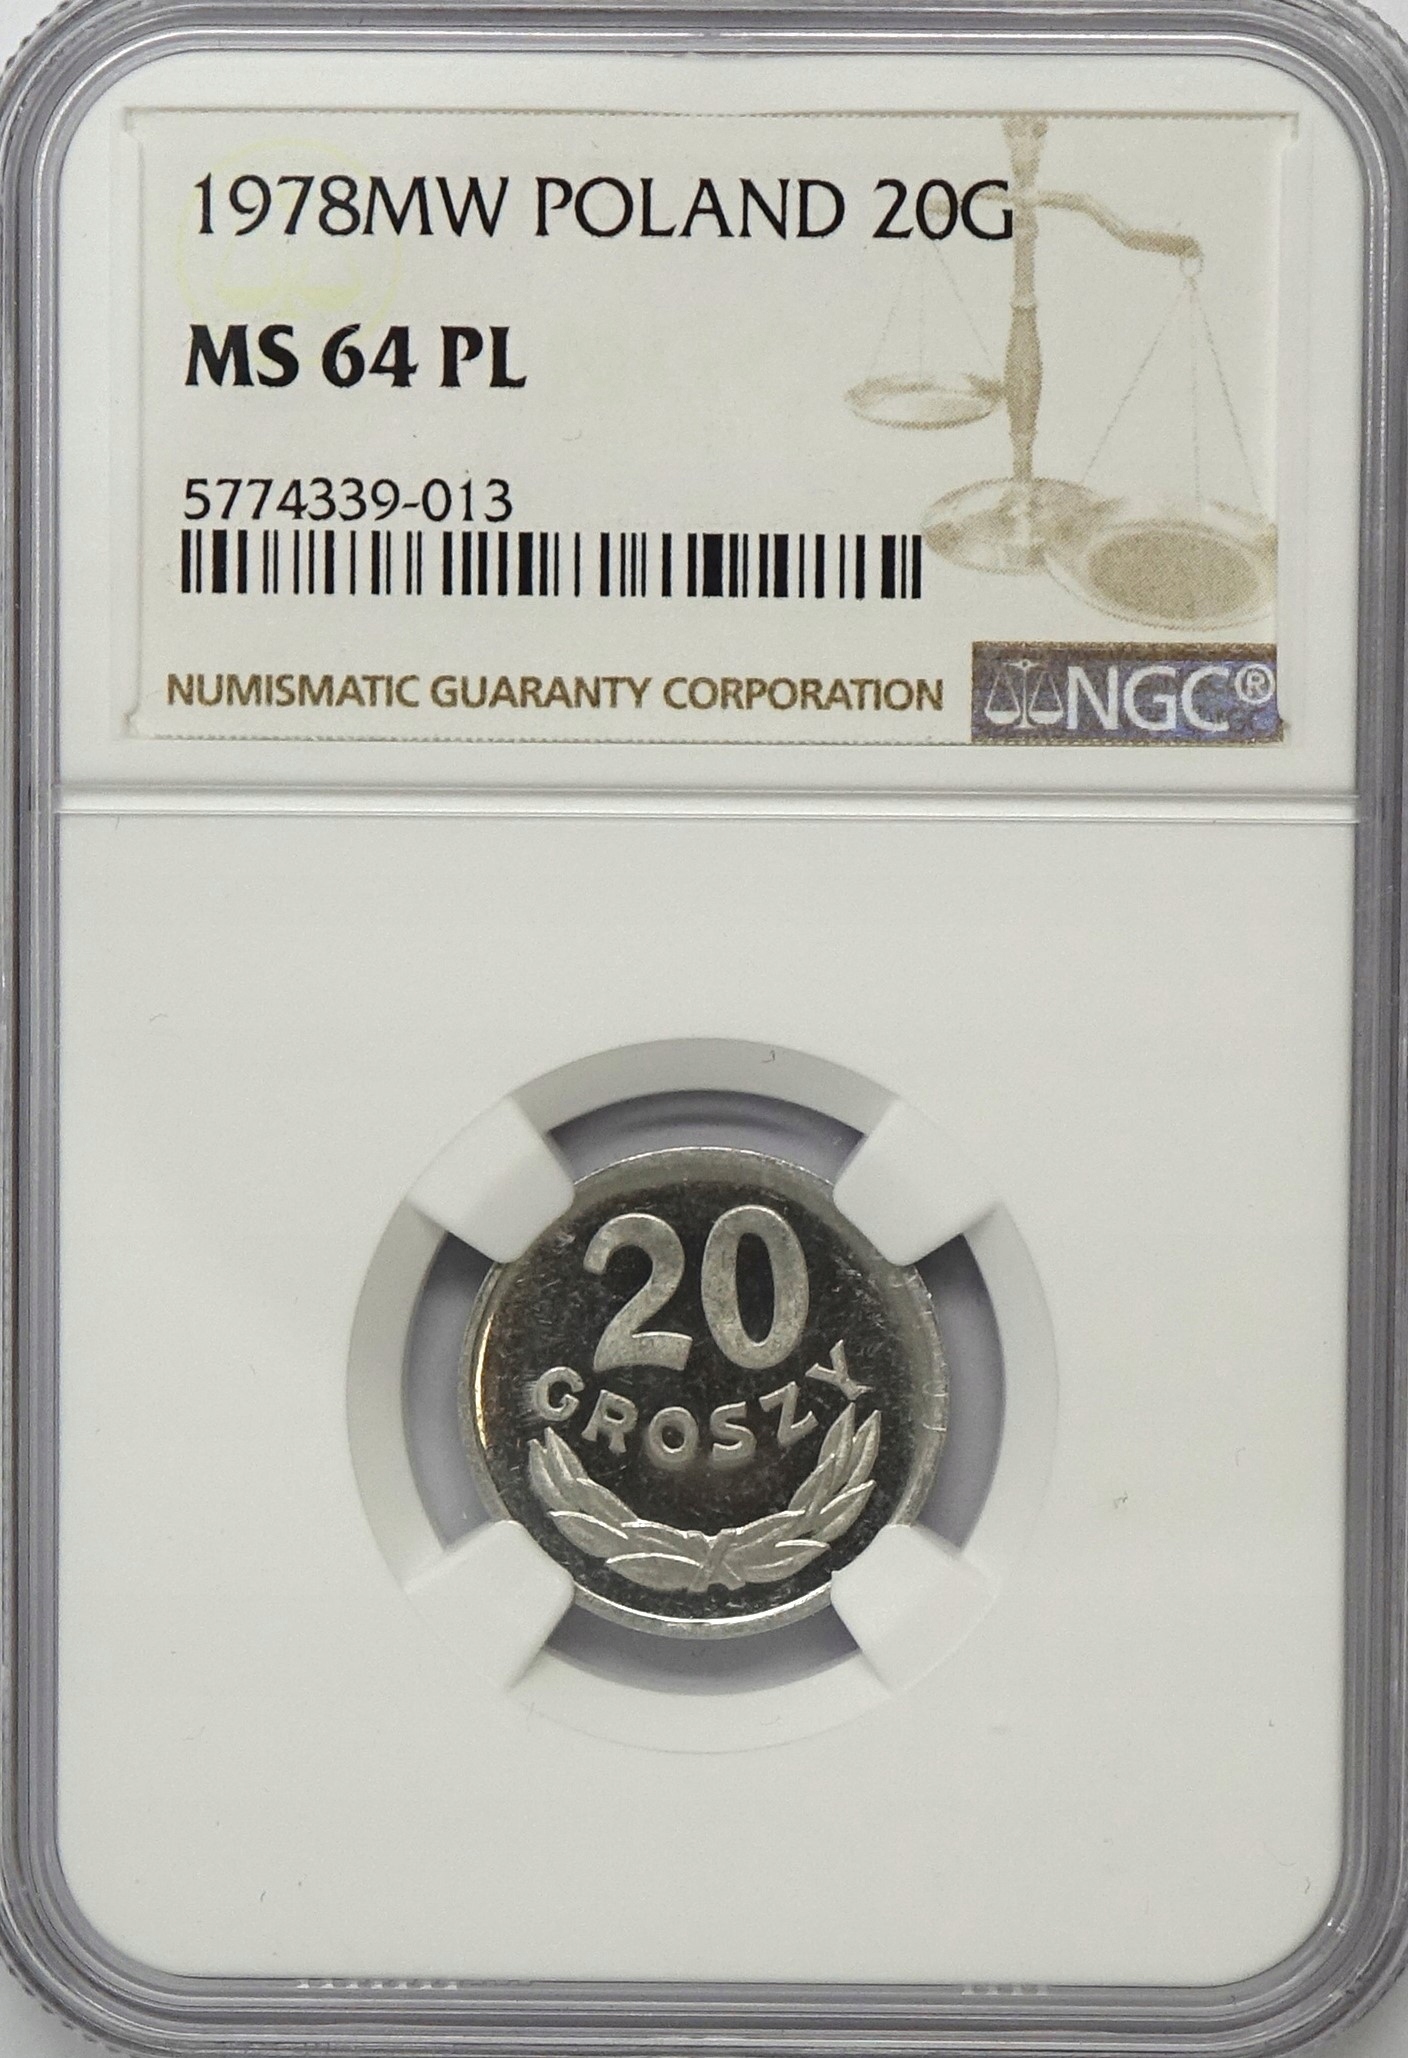 1978MW POLAND 20G
MS 64 PL
5774339-013
NUMISMATIC GUARANTY CORPORATION
NGC®
20
GROSZY